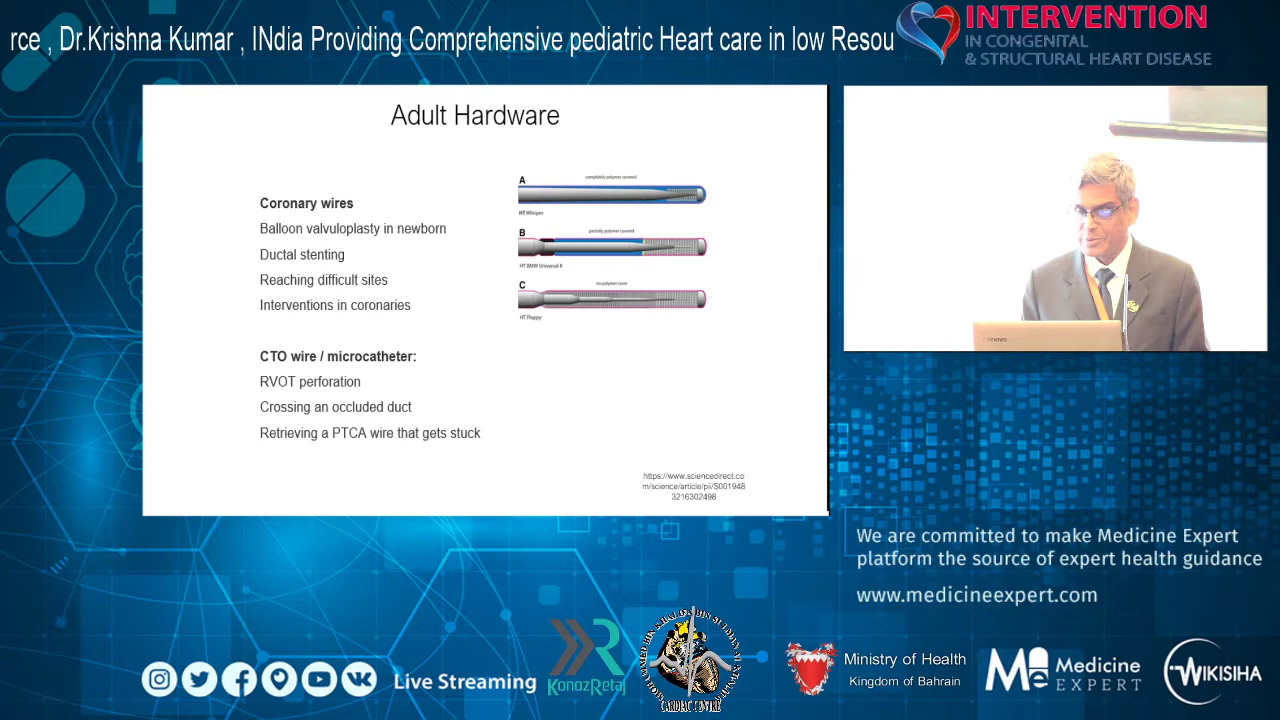 rce , Dr.Krishna Kumar , INdia Providing Comprehensive pediatric Heart care in low Resou
INTERVENTION
IN CONGENITAL
& STRUCTURAL HEART DISEASE
Adult Hardware
Coronary wires
Balloon valvuloplasty in newborn
Ductal stenting
Reaching difficult sites
Interventions in coronaries
CTO wire / microcatheter:
RVOT perforation
Crossing an occluded duct
Retrieving a PTCA wire that gets stuck
A
completely polymer covered
HT Whisper
B
partially polymer covered
HT BMW Universal II
C
no polymer cover
HT Floppy
https://www.sciencedirect.co
m/science/article/pii/S001948
3216302498
We are committed to make Medicine Expert
platform the source of expert health guidance
www.medicineexpert.com
Live Streaming
KonozRetaj
CARDIAC CENTRE
Ministry of Health
Kingdom of Bahrain
Me Medicine
EXPERT
WIKISIHA